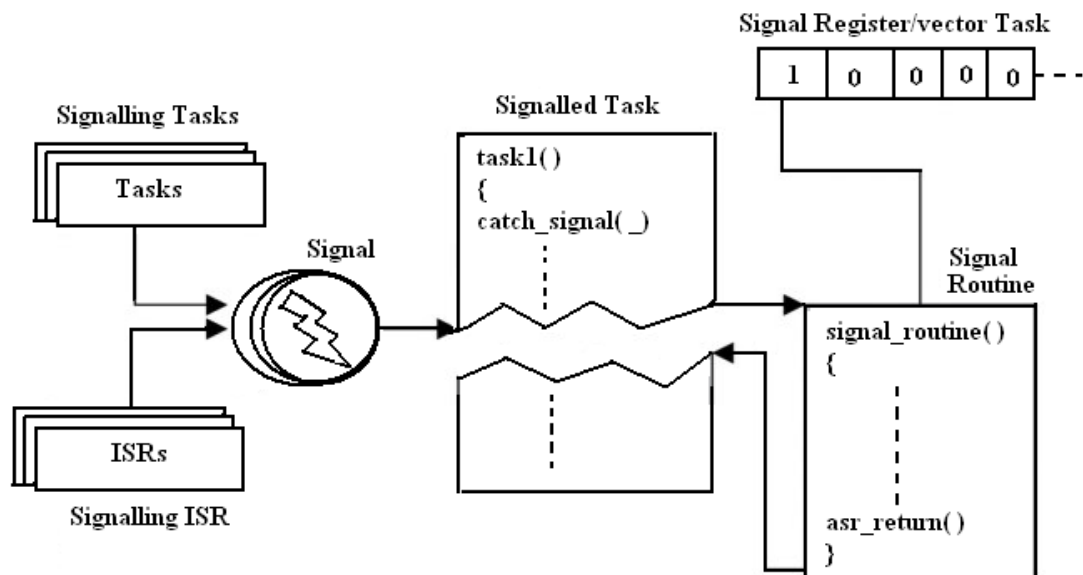 Signal Register/vector Task
1 0 0 0 0
Signalling Tasks
Tasks
Signalled Task
task1( )
{
catch_signal( _)
Signal
Signal
Routine
signal_routine( )
{
asr_return( )
}
ISRs
Signalling ISR